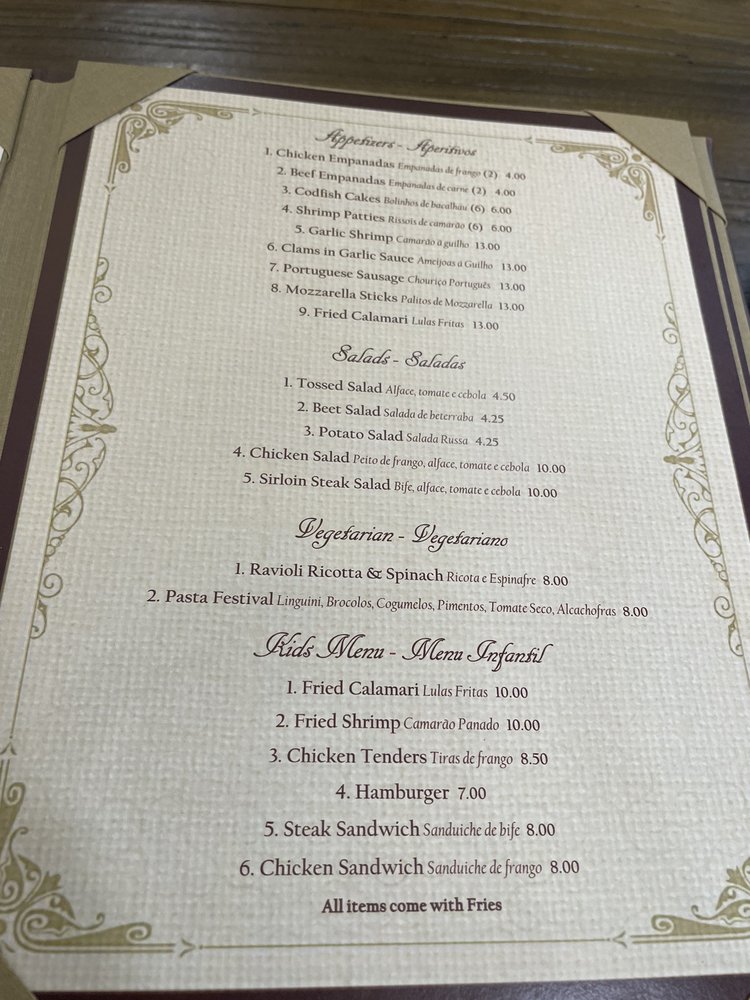 Appetizers - Aperitivos
1. Chicken Empanadas Empanadas de frango (2) 4.00
2. Beef Empanadas Empanadas de carne (2) 4.00
3. Codfish Cakes Bolinhos de bacalhau (6) 6.00
4. Shrimp Patties Rissois de camarão (6) 6.00
5. Garlic Shrimp Camarão á guilho 13.00
6. Clams in Garlic Sauce Ameijoas á Guilho 13.00
7. Portuguese Sausage Chouriço Português 13.00
8. Mozzarella Sticks Palitos de Mozzarella 13.00
9. Fried Calamari Lulas Fritas 13.00
Salads - Saladas
1. Tossed Salad Alface, tomate e cebola 4.50
2. Beet Salad Salada de beterraba 4.25
3. Potato Salad Salada Russa 4.25
4. Chicken Salad Peito de frango, alface, tomate e cebola 10.00
5. Sirloin Steak Salad Bife, alface, tomate e cebola 10.00
Vegetarian - Vegetariano
1. Ravioli Ricotta & Spinach Ricota e Espinafre 8.00
2. Pasta Festival Linguini, Brocolos, Cogumelos, Pimentos, Tomate Seco, Alcachofras 8.00
Kids Menu - Menu Infantil
1. Fried Calamari Lulas Fritas 10.00
2. Fried Shrimp Camarão Panado 10.00
3. Chicken Tenders Tiras de frango 8.50
4. Hamburger 7.00
5. Steak Sandwich Sanduiche de bife 8.00
6. Chicken Sandwich Sanduiche de frango 8.00
All items come with Fries